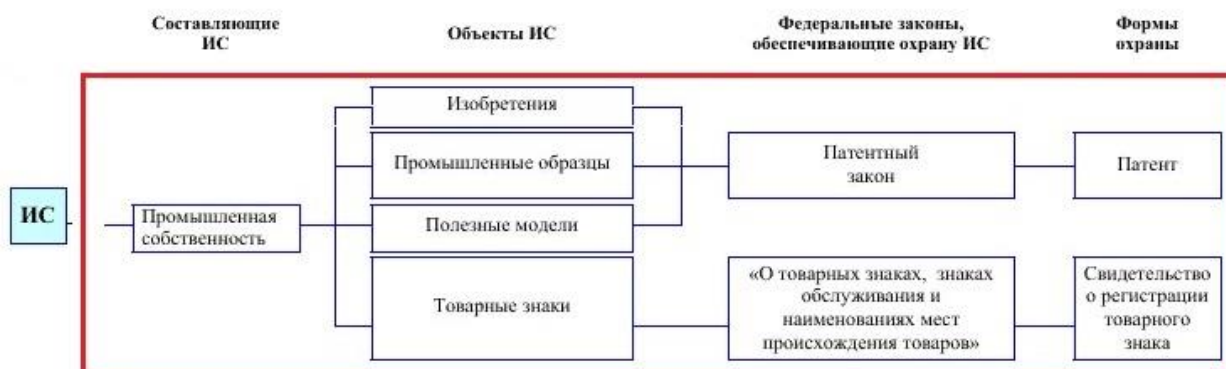 Составляющие
ИС
Объекты ИС
Федеральные законы,
обеспечивающие охрану ИС
Формы
охраны
ИС
Промышленная
собственность
Изобретения
Промышленные образцы
Полезные модели
Товарные знаки
Патентный
закон
Патент
«О товарных знаках, знаках
обслуживания и
наименованиях мест
происхождения товаров»
Свидетельство
о регистрации
товарного
знака